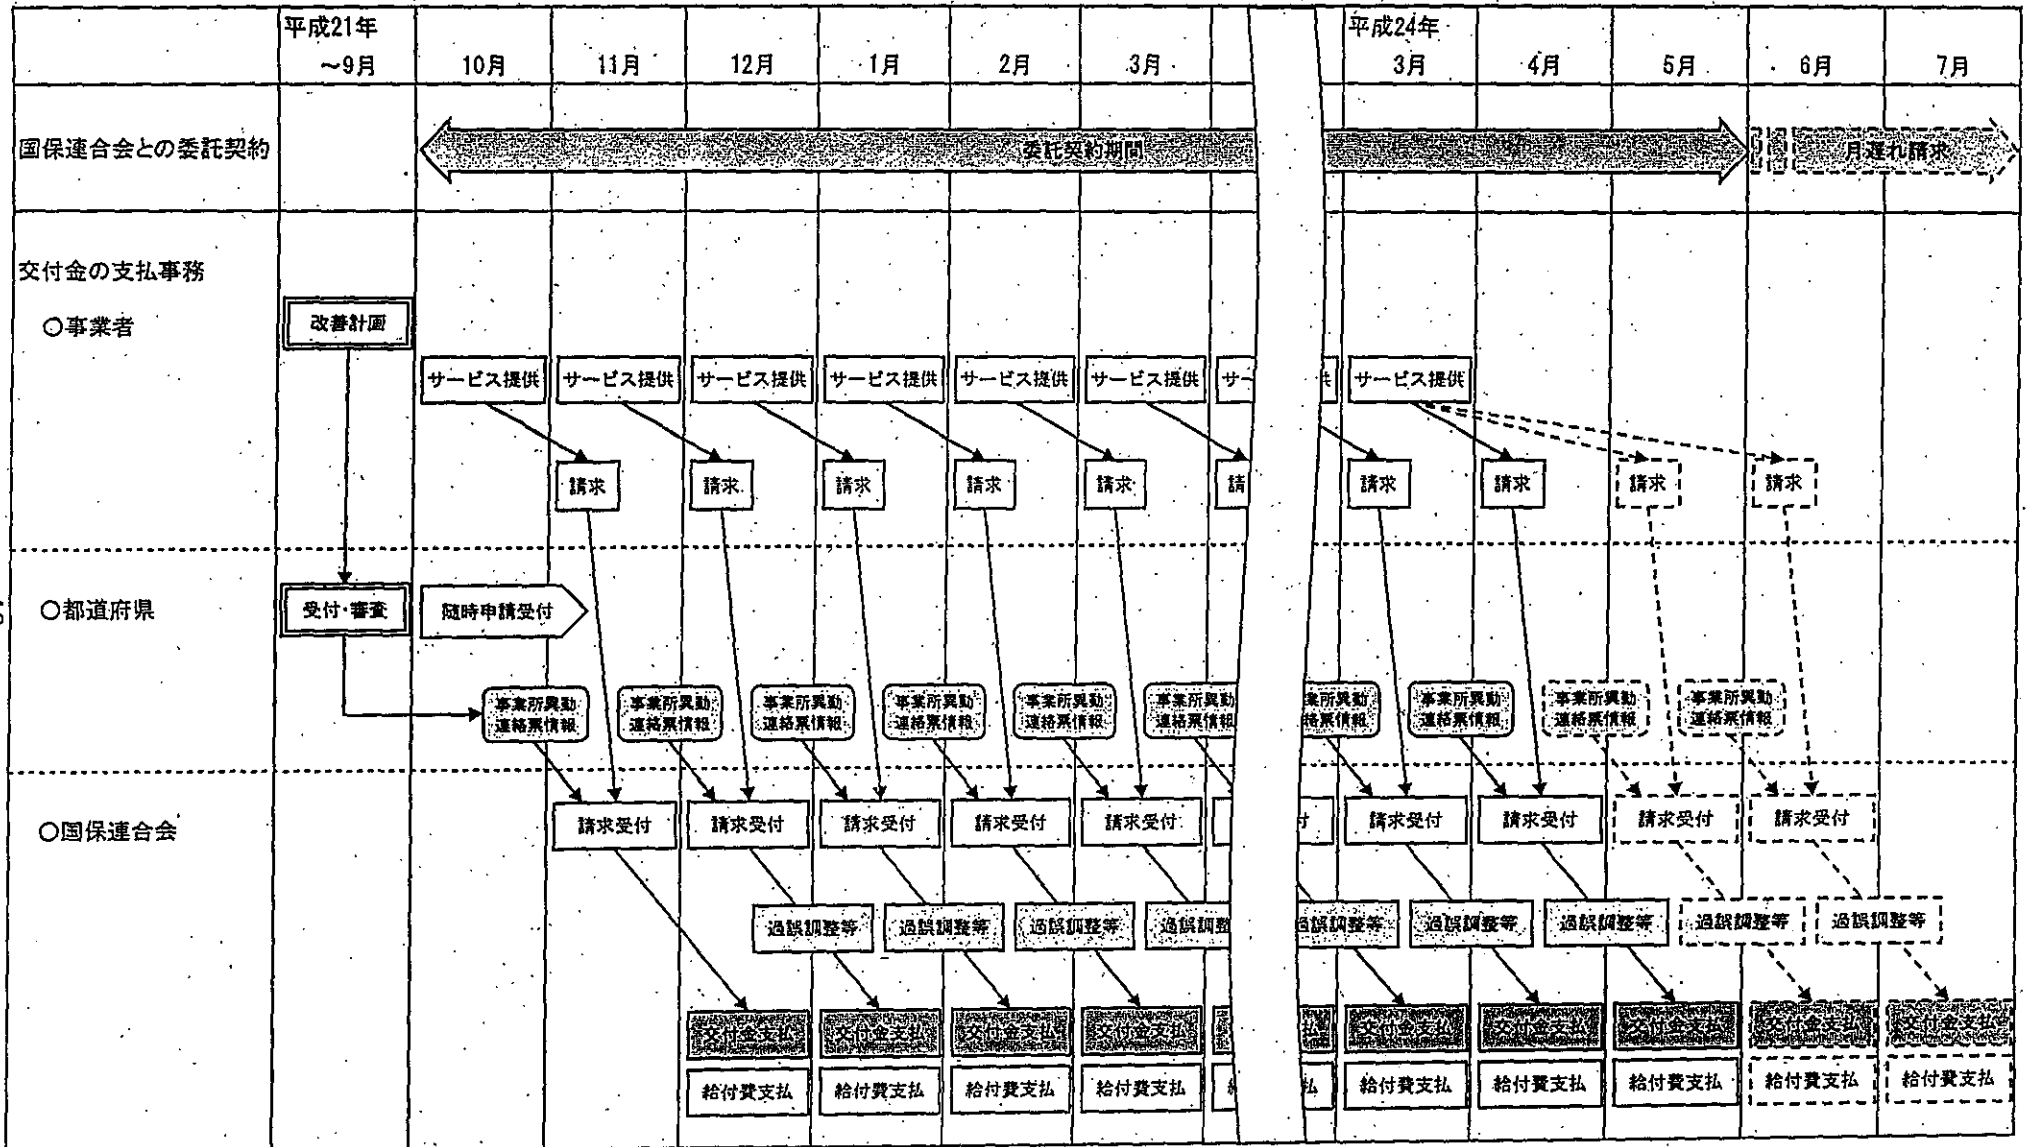 平成21年
平成24年
～9月 10月 11月 12月 1月 2月 3月 3月 4月 5月 6月 7月
国保連合会との委託契約
委託契約期間
月遅れ請求
交付金の支払事務
○事業者
改善計画
サービス提供 サービス提供 サービス提供 サービス提供 サービス提供 サービス提供 サー サービス提供
請求 請求 請求 請求 請求 請 請求 請求 請求 請求
○都道府県
受付・審査
随時申請受付
事業所異動 事業所異動 事業所異動 事業所異動 事業所異動 事業所異動 業所異動 事業所異動 事業所異動 事業所異動
連絡票情報 連絡票情報 連絡票情報 連絡票情報 連絡票情報 連絡票情報 絡票情報 連絡票情報 連絡票情報 連絡票情報
○国保連合会
請求受付 請求受付 請求受付 請求受付 請求受付 付 請求受付 請求受付 請求受付 請求受付
過誤調整等 過誤調整等 過誤調整等 過誤調整 過誤調整等 過誤調整等 過誤調整等 過誤調整等 過誤調整等
交付金支払 交付金支払 交付金支払 交付金支払 払 交付金支払 交付金支払 交付金支払 交付金支払 交付金支払
給付費支払 給付費支払 給付費支払 給付費支払 払 給付費支払 給付費支払 給付費支払 給付費支払 給付費支払